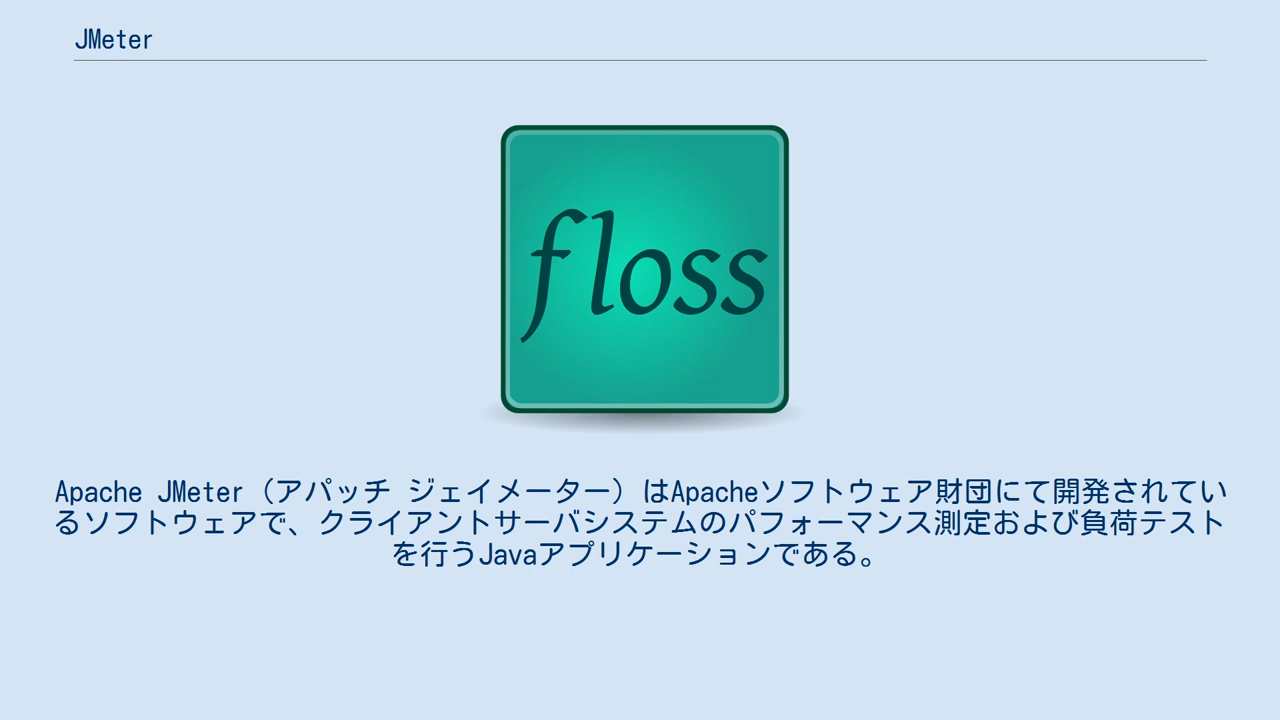 JMeter
floss
Apache JMeter（アパッチ ジェイメーター）はApacheソフトウェア財団にて開発されてい
るソフトウェアで、クライアントサーバシステムのパフォーマンス測定および負荷テスト
を行うJavaアプリケーションである。